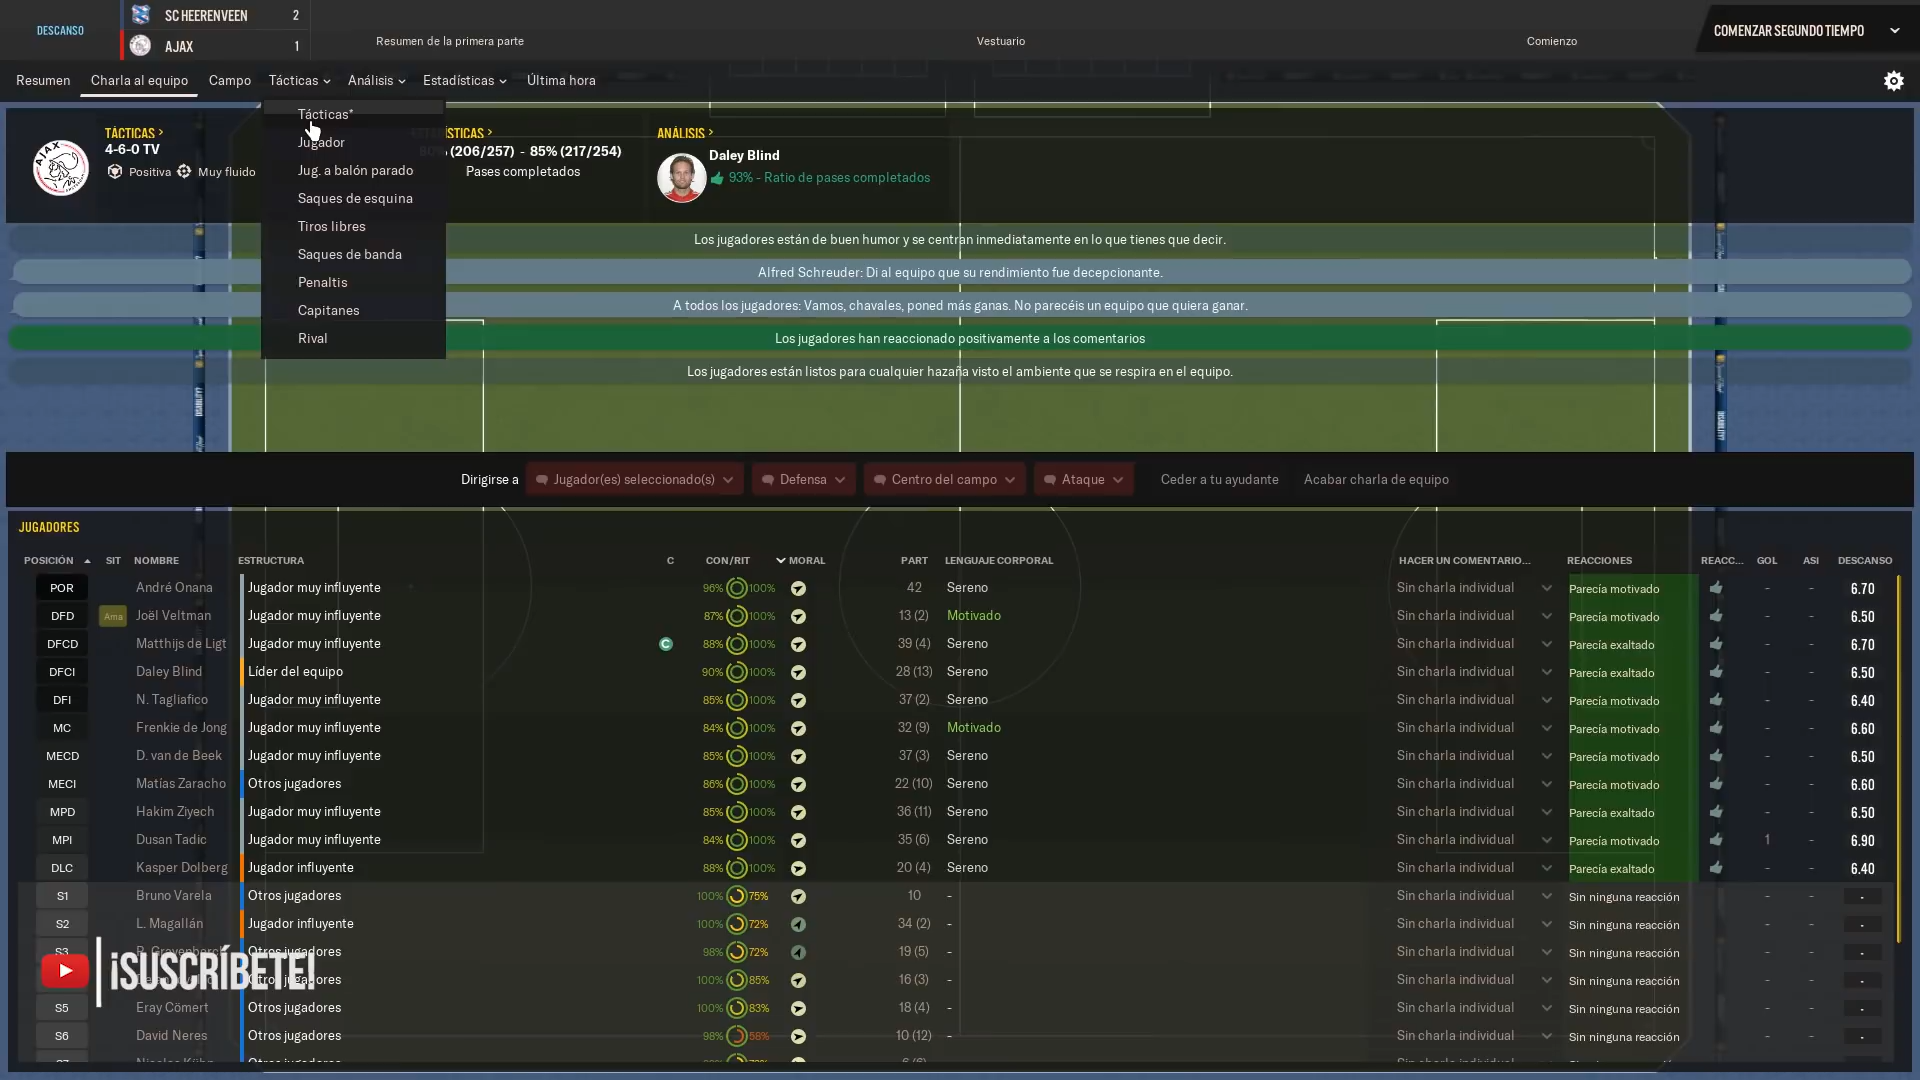 DESCANSO
SC HEERENVEEN 2
AJAX 1
Resumen de la primera parte
Vestuario
Comienzo
COMENZAR SEGUNDO TIEMPO
Resumen Charla al equipo Campo Tácticas Análisis Estadísticas Última hora
Tácticas*
Jugador
Jug. a balón parado
Saques de esquina
Tiros libres
Saques de banda
Penaltis
Capitanes
Rival
TÁCTICAS >
4-6-0 TV
Positiva Muy fluido
ÍSTICAS >
(206/257) - 85% (217/254)
Pases completados
ANÁLISIS >
Daley Blind
93% - Ratio de pases completados
Los jugadores están de buen humor y se centran inmediatamente en lo que tienes que decir.
Alfred Schreuder: Di al equipo que su rendimiento fue decepcionante.
A todos los jugadores: Vamos, chavales, poned más ganas. No parecéis un equipo que quiera ganar.
Los jugadores han reaccionado positivamente a los comentarios
Los jugadores están listos para cualquier hazaña visto el ambiente que se respira en el equipo.
Dirigirse a Jugador(es) seleccionado(s) Defensa Centro del campo Ataque Ceder a tu ayudante Acabar charla de equipo
JUGADORES
POSICIÓN SIT NOMBRE ESTRUCTURA C CON/RIT MORAL PART LENGUAJE CORPORAL HACER UN COMENTARIO... REACCIONES REACC... GOL ASI DESCANSO
POR André Onana Jugador muy influyente 96% 100% 42 Sereno Sin charla individual Parecía motivado - - 6.70
DFD Ama Joël Veltman Jugador muy influyente 87% 100% 13 (2) Motivado Sin charla individual Parecía motivado - - 6.50
DFCD Matthijs de Ligt Jugador muy influyente C 88% 100% 39 (4) Sereno Sin charla individual Parecía exaltado - - 6.70
DFCI Daley Blind Líder del equipo 90% 100% 28 (13) Sereno Sin charla individual Parecía exaltado - - 6.50
DFI N. Tagliafico Jugador muy influyente 85% 100% 37 (2) Sereno Sin charla individual Parecía motivado - - 6.40
MC Frenkie de Jong Jugador muy influyente 84% 100% 32 (9) Motivado Sin charla individual Parecía motivado - - 6.60
MECD D. van de Beek Jugador muy influyente 85% 100% 37 (3) Sereno Sin charla individual Parecía motivado - - 6.50
MECI Matías Zaracho Otros jugadores 86% 100% 22 (10) Sereno Sin charla individual Parecía motivado - - 6.60
MPD Hakim Ziyech Jugador muy influyente 85% 100% 36 (11) Sereno Sin charla individual Parecía exaltado - - 6.50
MPI Dusan Tadic Jugador muy influyente 84% 100% 35 (6) Sereno Sin charla individual Parecía motivado 1 - 6.90
DLC Kasper Dolberg Jugador influyente 88% 100% 20 (4) Sereno Sin charla individual Parecía exaltado - - 6.40
S1 Bruno Varela Otros jugadores 100% 75% 10 - Sin charla individual Sin ninguna reacción - - -
S2 L. Magallán Jugador influyente 100% 72% 34 (2) - Sin charla individual Sin ninguna reacción - - -
S3 Otros jugadores 98% 72% 19 (5) - Sin charla individual Sin ninguna reacción - - -
¡SUSCRÍBETE!
Otros jugadores 100% 85% 16 (3) - Sin charla individual Sin ninguna reacción - - -
S5 Eray Cömert Otros jugadores 100% 83% 18 (4) - Sin charla individual Sin ninguna reacción - - -
S6 David Neres Otros jugadores 98% 58% 10 (12) - Sin charla individual Sin ninguna reacción - - -
Otros jugadores Sin charla individual Sin ninguna reacción